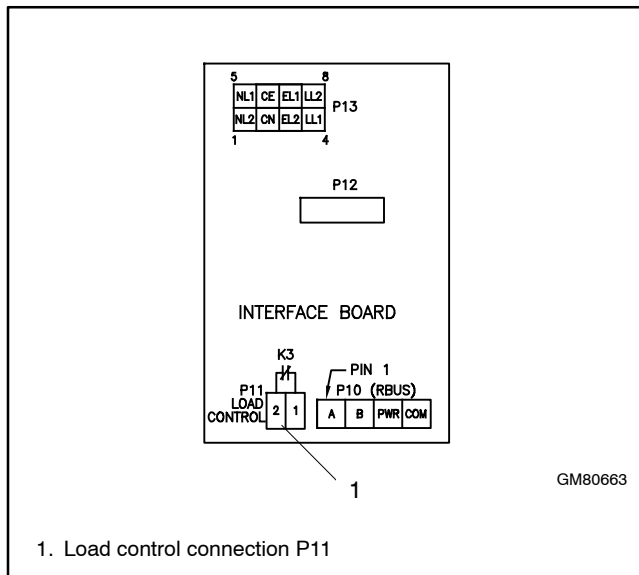 5 8
NL1 CE EL1 LL2
P13
NL2 CN EL2 LL1
1 4
P12
INTERFACE BOARD
K3
PIN 1
P11
LOAD
CONTROL
2 1
P10 (RBUS)
A B PWR COM
1
GM80663
1. Load control connection P11